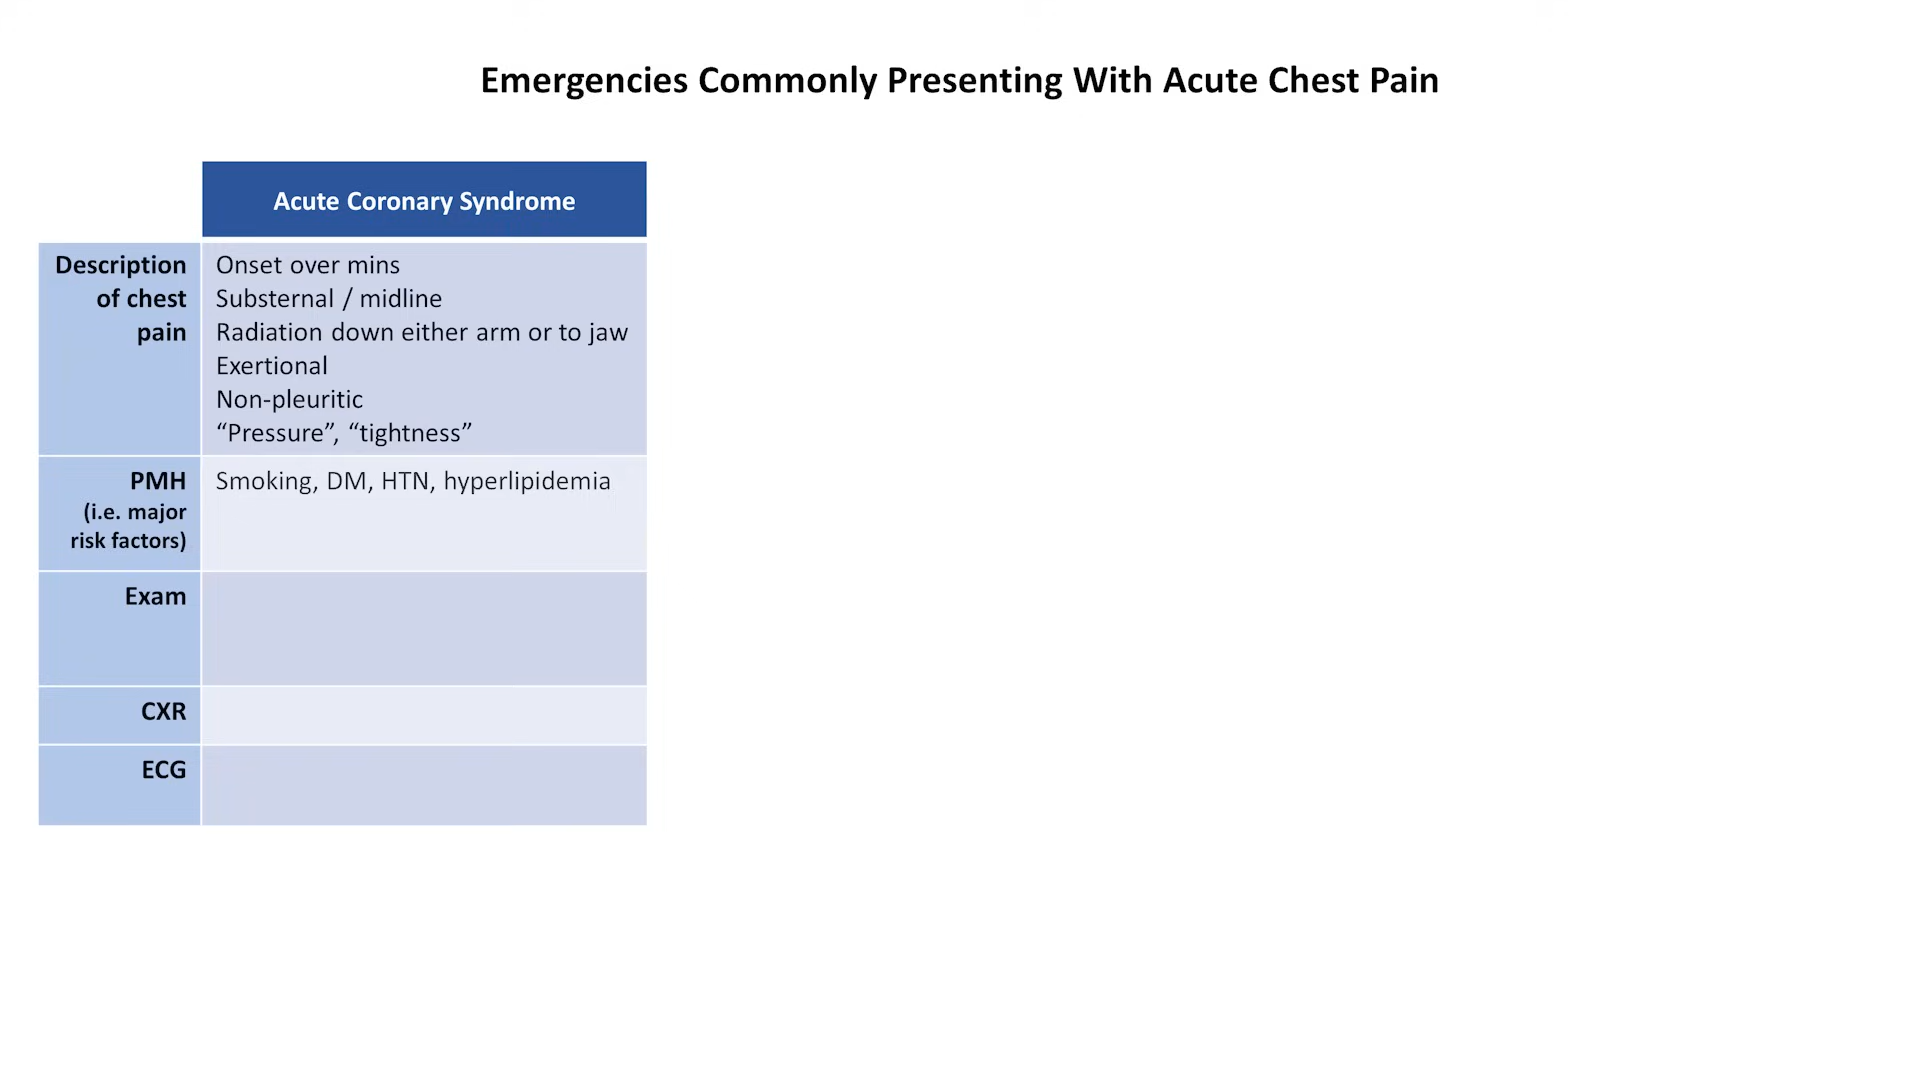 Emergencies Commonly Presenting With Acute Chest Pain
Acute Coronary Syndrome
Description
of chest
pain
Onset over mins
Substernal / midline
Radiation down either arm or to jaw
Exertional
Non-pleuritic
“Pressure”, “tightness”
PMH
(i.e. major
risk factors)
Smoking, DM, HTN, hyperlipidemia
Exam
CXR
ECG